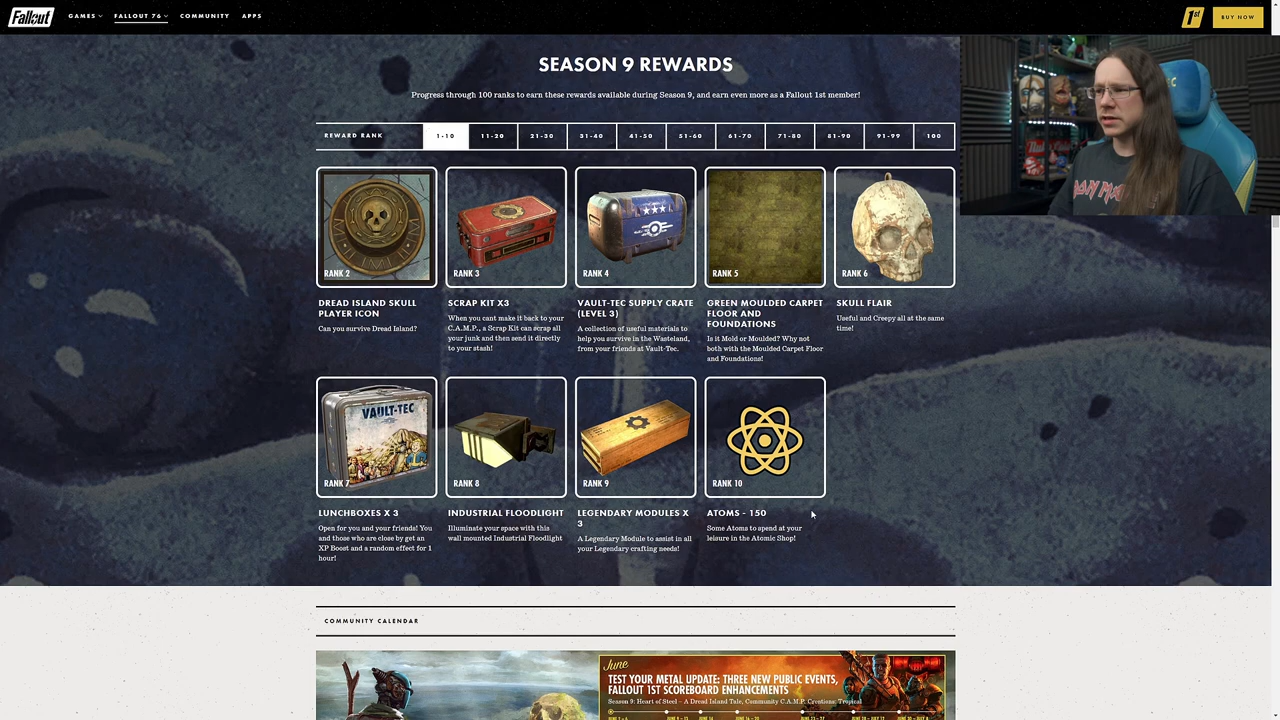 Fallout
GAMES
FALLOUT 76
COMMUNITY
APPS
1st
BUY NOW
SEASON 9 REWARDS
Progress through 100 ranks to earn these rewards available during Season 9, and earn even more as a Fallout 1st member!
REWARD RANK
1-10
11-20
21-30
31-40
41-50
51-60
61-70
71-80
81-90
91-99
100
RANK 2
DREAD ISLAND SKULL
PLAYER ICON
Can you survive Dread Island?
RANK 3
SCRAP KIT X3
When you cant make it back to your
C.A.M.P., a Scrap Kit can scrap all
your junk and then send it directly
to your stash!
RANK 4
VAULT-TEC SUPPLY CRATE
(LEVEL 3)
A collection of useful materials to
help you survive in the Wasteland,
from your friends at Vault-Tec.
RANK 5
GREEN MOULDED CARPET
FLOOR AND
FOUNDATIONS
Is it Mold or Moulded? Why not
both with the Moulded Carpet Floor
and Foundations!
RANK 6
SKULL FLAIR
Useful and Creepy all at the same
time!
VAULT-TEC
RANK 7
LUNCHBOXES X 3
Open for you and your friends! You
and those who are close by get an
XP Boost and a random effect for 1
hour!
RANK 8
INDUSTRIAL FLOODLIGHT
Illuminate your space with this
wall mounted Industrial Floodlight
RANK 9
LEGENDARY MODULES X
3
A Legendary Module to assist in all
your Legendary crafting needs!
RANK 10
ATOMS - 150
Some Atoms to spend at your
leisure in the Atomic Shop!
IRON MAIDEN
COMMUNITY CALENDAR
June
TEST YOUR METAL UPDATE: THREE NEW PUBLIC EVENTS,
FALLOUT 1ST SCOREBOARD ENHANCEMENTS
Season 9: Heart of Steel – A Dread Island Tale, Community C.A.M.P. Creations: Tropical